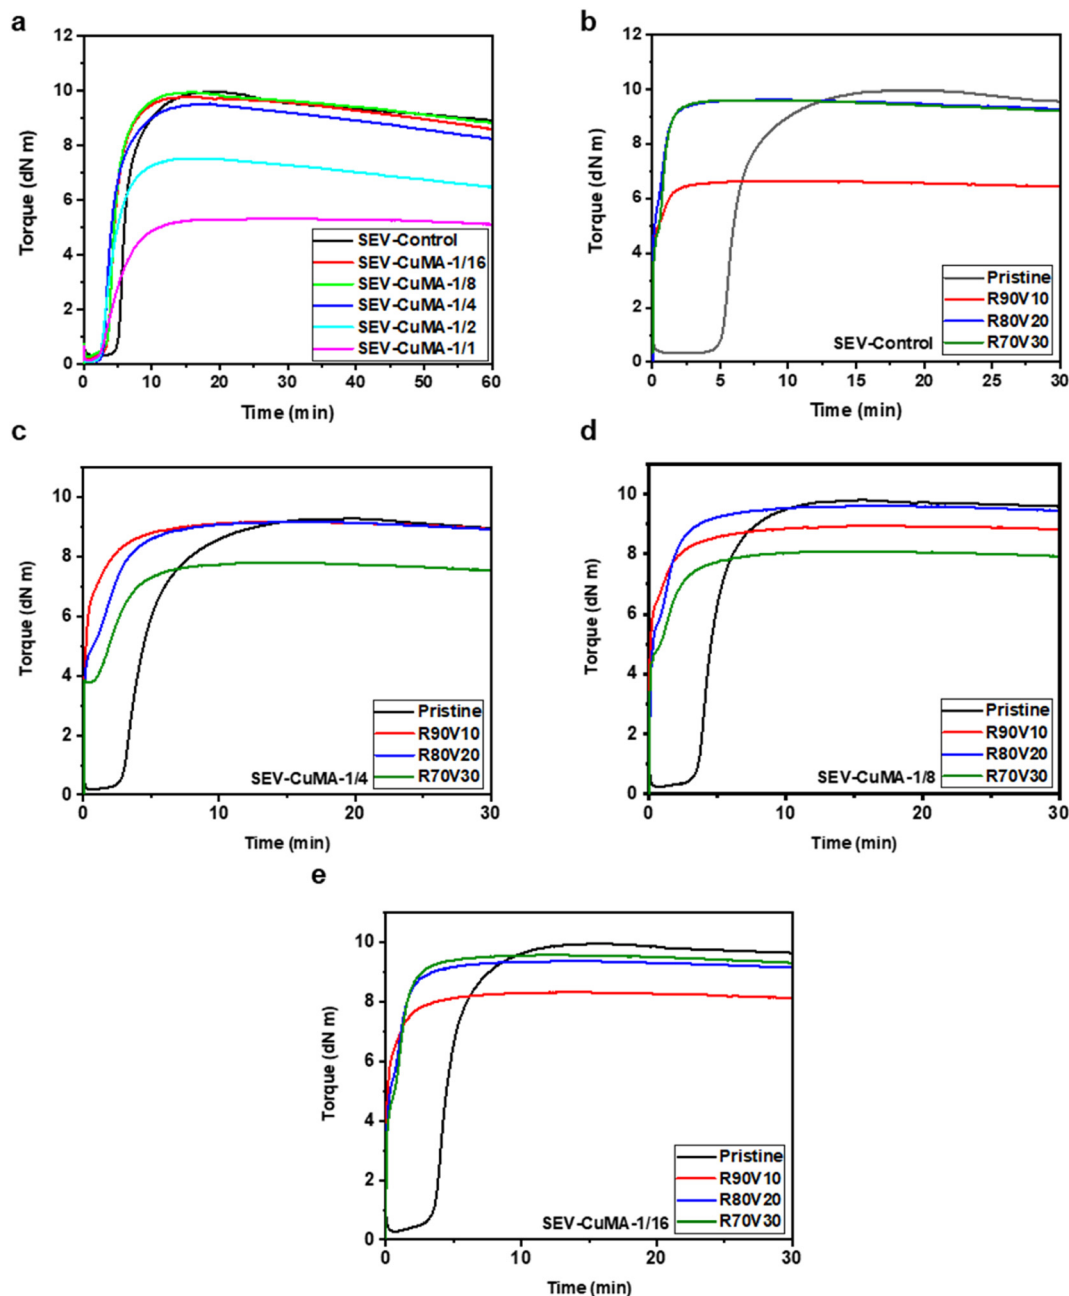 a
12
10
8
6
4
2
0
Torque (dN m)
SEV-Control
SEV-CuMA-1/16
SEV-CuMA-1/8
SEV-CuMA-1/4
SEV-CuMA-1/2
SEV-CuMA-1/1
0 10 20 30 40 50 60
Time (min)
b
12
10
8
6
4
2
0
Torque (dN m)
Pristine
R90V10
R80V20
R70V30
SEV-Control
0 5 10 15 20 25 30
Time (min)
c
10
8
6
4
2
0
Torque (dN m)
Pristine
R90V10
R80V20
R70V30
SEV-CuMA-1/4
0 5 10 15 20 25 30
Time (min)
d
10
8
6
4
2
0
Torque (dN m)
Pristine
R90V10
R80V20
R70V30
SEV-CuMA-1/8
0 10 20 30
Time (min)
e
10
8
6
4
2
0
Torque (dN m)
Pristine
R90V10
R80V20
R70V30
SEV-CuMA-1/16
0 10 20 30
Time (min)